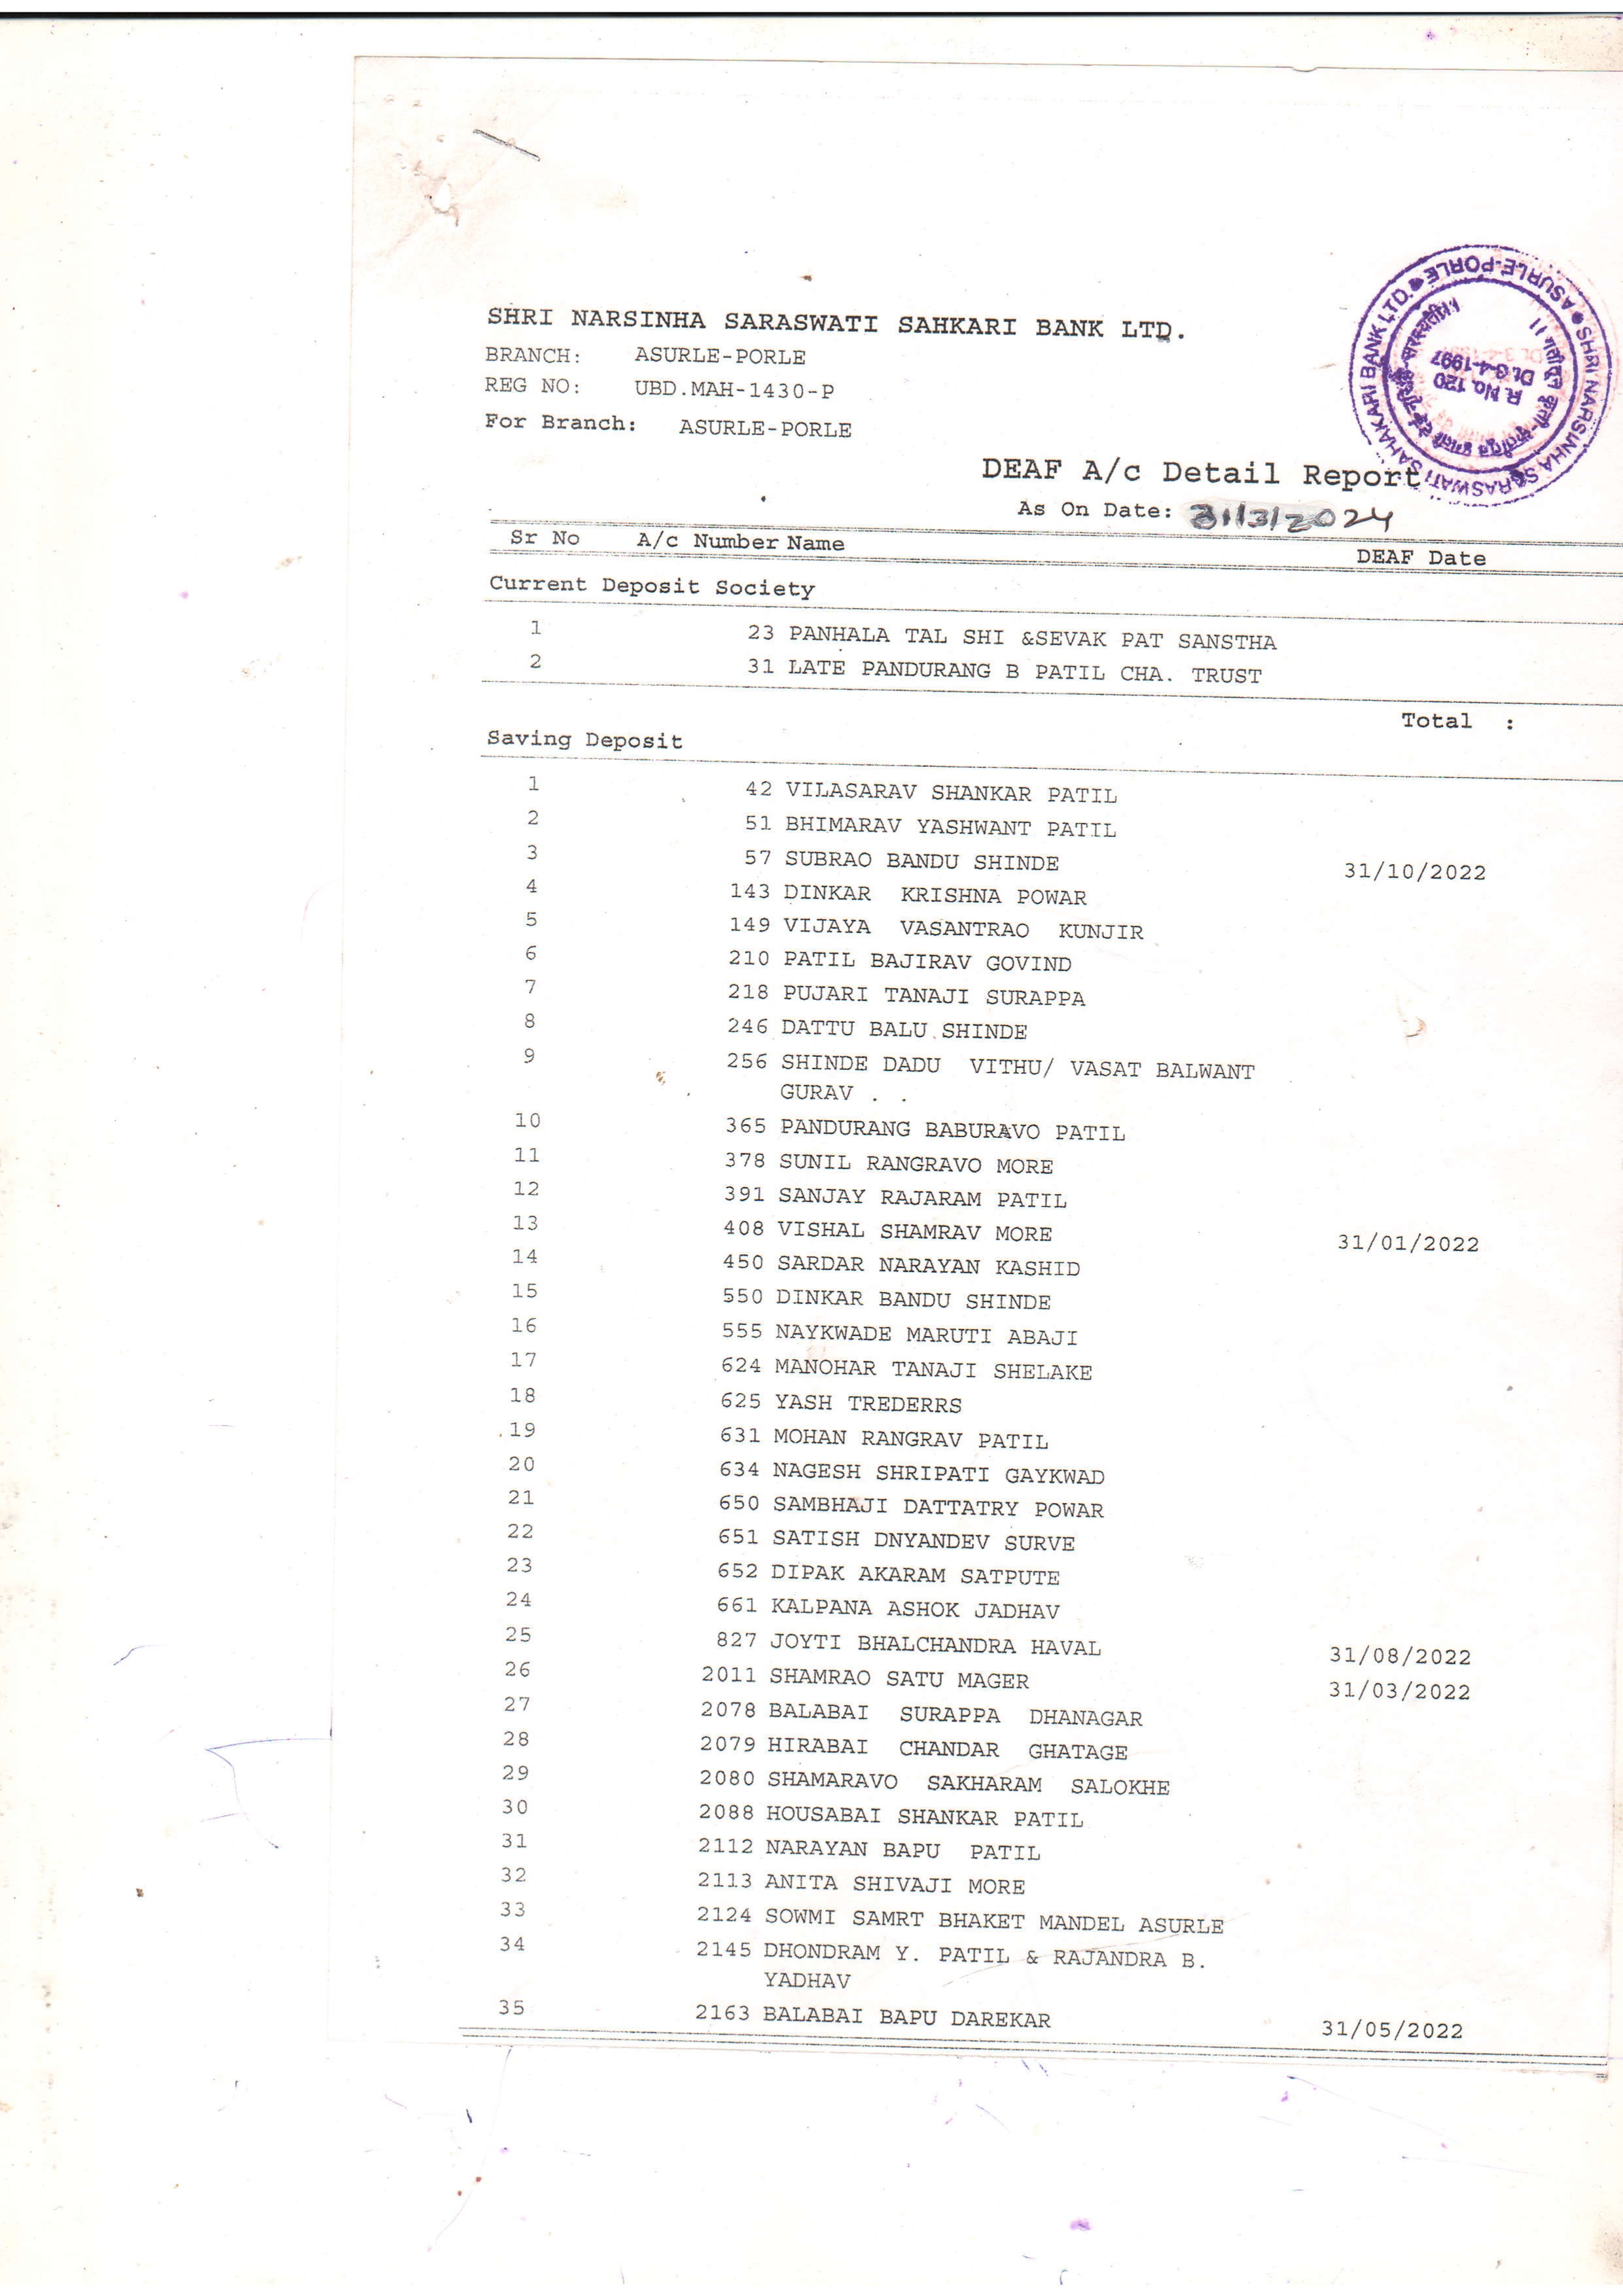 SHRI NARSINHA SARASWATI SAHKARI BANK LTD.
BRANCH: ASURLE-PORLE
REG NO: UBD.MAH-1430-P
For Branch: ASURLE-PORLE
SHRI NARSINHA SARASWATI SAHAKARI BANK LTD. ASURLE-PORLE
R. No. 120
Dt. 3-4-1997
DEAF A/c Detail Report
As On Date: 31/3/2024
Sr No A/c Number Name DEAF Date
Current Deposit Society
1 23 PANHALA TAL SHI &SEVAK PAT SANSTHA
2 31 LATE PANDURANG B PATIL CHA. TRUST
Total :
Saving Deposit
1 42 VILASARAV SHANKAR PATIL
2 51 BHIMARAV YASHWANT PATIL
3 57 SUBRAO BANDU SHINDE 31/10/2022
4 143 DINKAR KRISHNA POWAR
5 149 VIJAYA VASANTRAO KUNJIR
6 210 PATIL BAJIRAV GOVIND
7 218 PUJARI TANAJI SURAPPA
8 246 DATTU BALU SHINDE
9 256 SHINDE DADU VITHU/ VASAT BALWANT
GURAV . .
10 365 PANDURANG BABURAVO PATIL
11 378 SUNIL RANGRAVO MORE
12 391 SANJAY RAJARAM PATIL
13 408 VISHAL SHAMRAV MORE 31/01/2022
14 450 SARDAR NARAYAN KASHID
15 550 DINKAR BANDU SHINDE
16 555 NAYKWADE MARUTI ABAJI
17 624 MANOHAR TANAJI SHELAKE
18 625 YASH TREDERRS
19 631 MOHAN RANGRAV PATIL
20 634 NAGESH SHRIPATI GAYKWAD
21 650 SAMBHAJI DATTATRY POWAR
22 651 SATISH DNYANDEV SURVE
23 652 DIPAK AKARAM SATPUTE
24 661 KALPANA ASHOK JADHAV
25 827 JOYTI BHALCHANDRA HAVAL 31/08/2022
26 2011 SHAMRAO SATU MAGER 31/03/2022
27 2078 BALABAI SURAPPA DHANAGAR
28 2079 HIRABAI CHANDAR GHATAGE
29 2080 SHAMARAVO SAKHARAM SALOKHE
30 2088 HOUSABAI SHANKAR PATIL
31 2112 NARAYAN BAPU PATIL
32 2113 ANITA SHIVAJI MORE
33 2124 SOWMI SAMRT BHAKET MANDEL ASURLE
34 2145 DHONDRAM Y. PATIL & RAJANDRA B.
YADHAV
35 2163 BALABAI BAPU DAREKAR 31/05/2022